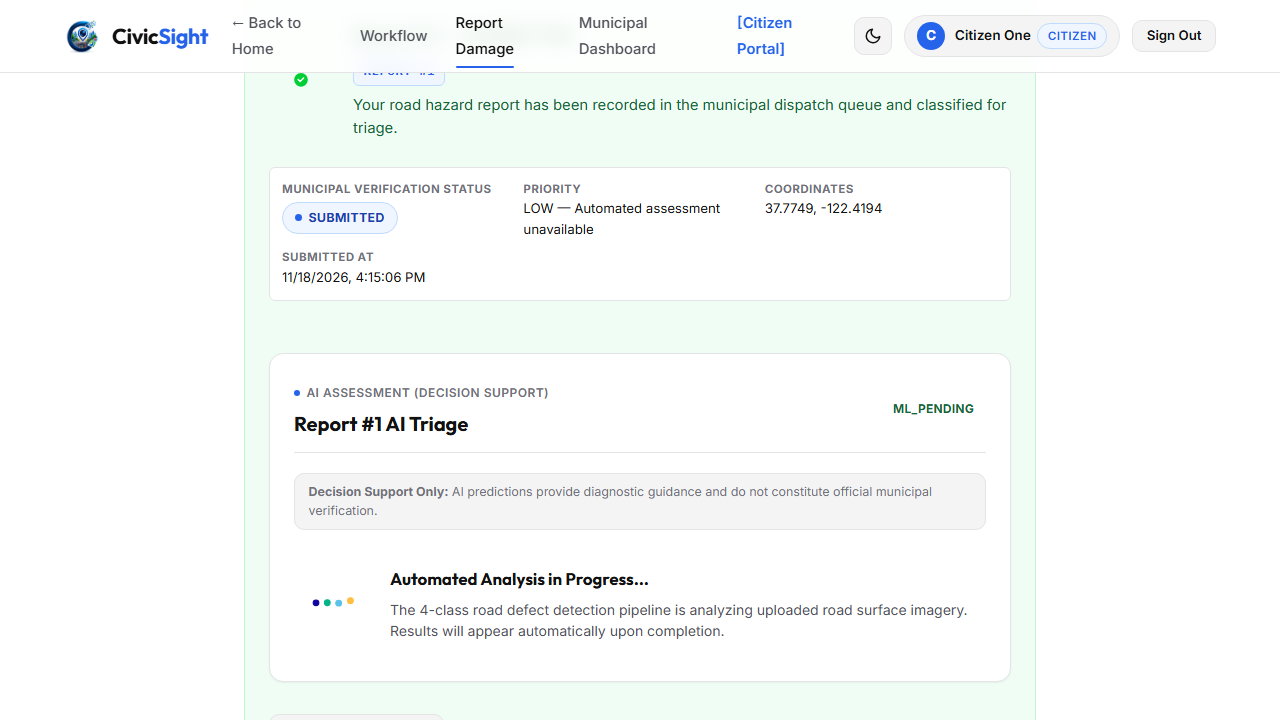 ← Back to
Home
CivicSight
Workflow
Report
Damage
Municipal
Dashboard
[Citizen
Portal]
C
Citizen One
CITIZEN
Sign Out
REPORT #1
Your road hazard report has been recorded in the municipal dispatch queue and classified for
triage.
MUNICIPAL VERIFICATION STATUS
SUBMITTED
PRIORITY
LOW — Automated assessment
unavailable
COORDINATES
37.7749, -122.4194
SUBMITTED AT
11/18/2026, 4:15:06 PM
AI ASSESSMENT (DECISION SUPPORT)
Report #1 AI Triage
ML_PENDING
Decision Support Only: AI predictions provide diagnostic guidance and do not constitute official municipal
verification.
Automated Analysis in Progress...
The 4-class road defect detection pipeline is analyzing uploaded road surface imagery.
Results will appear automatically upon completion.